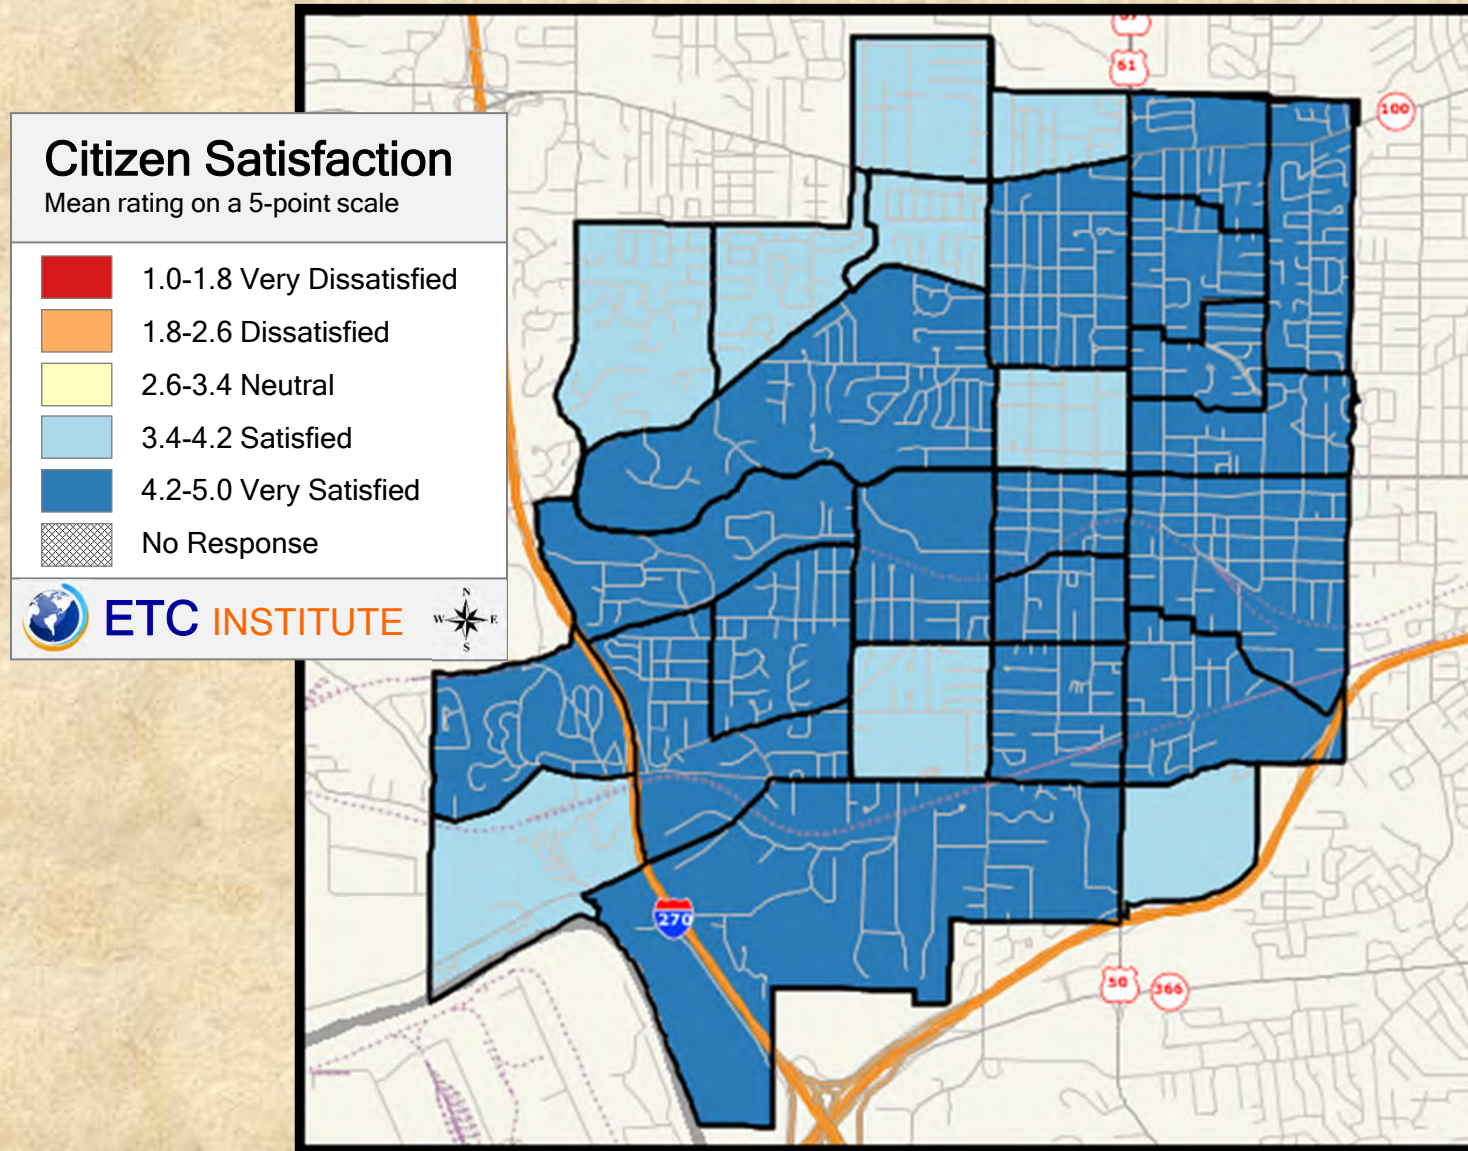 Citizen Satisfaction
Mean rating on a 5-point scale
1.0-1.8 Very Dissatisfied
1.8-2.6 Dissatisfied
2.6-3.4 Neutral
3.4-4.2 Satisfied
4.2-5.0 Very Satisfied
No Response
ETC INSTITUTE
N
W E
S
61
100
270
50
366